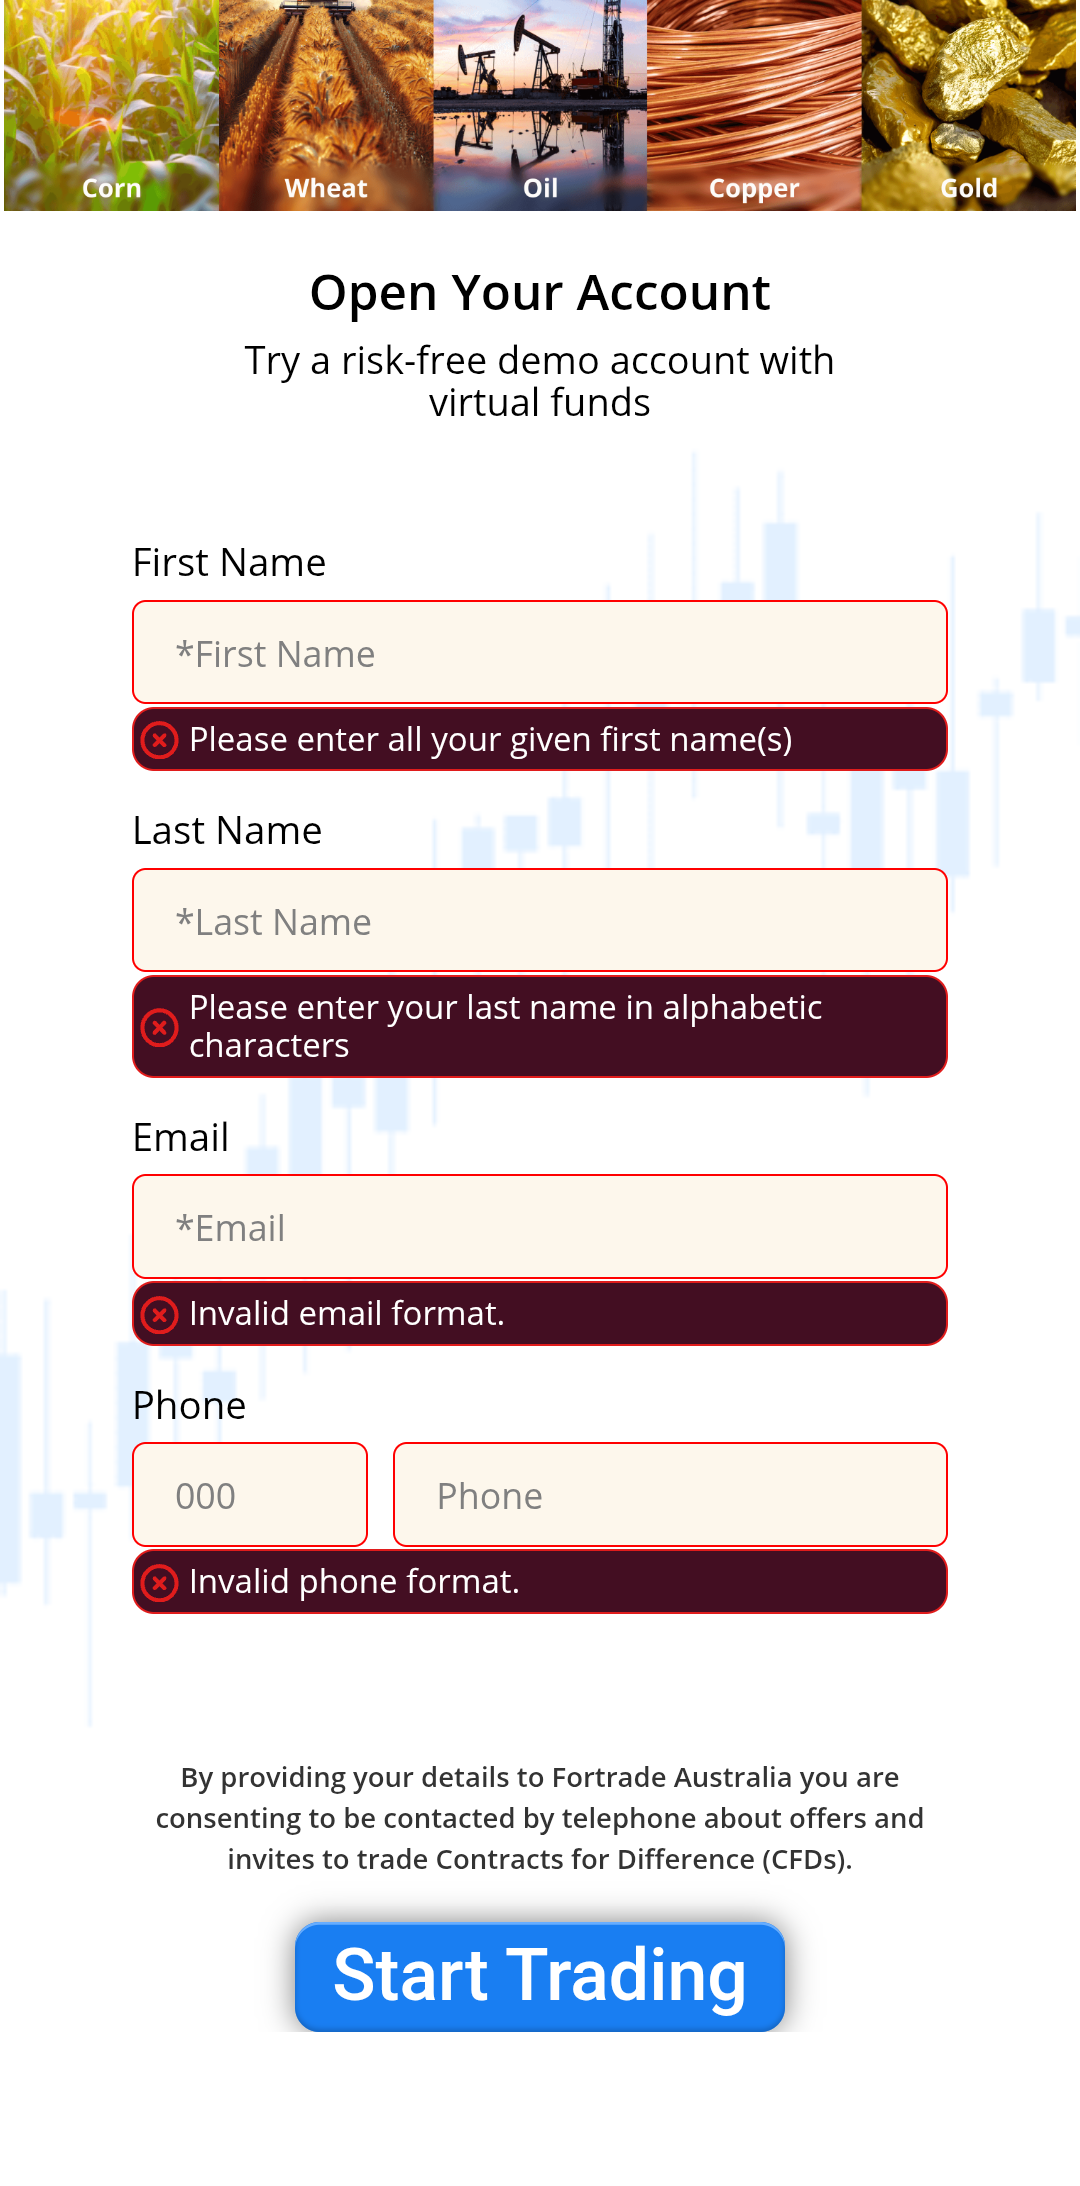 Corn
Wheat
Oil
Copper
Gold
Open Your Account
Try a risk-free demo account with
virtual funds
First Name
*First Name
Please enter all your given first name(s)
Last Name
*Last Name
Please enter your last name in alphabetic
characters
Email
*Email
Invalid email format.
Phone
000
Phone
Invalid phone format.
By providing your details to Fortrade Australia you are
consenting to be contacted by telephone about offers and
invites to trade Contracts for Difference (CFDs).
Start Trading